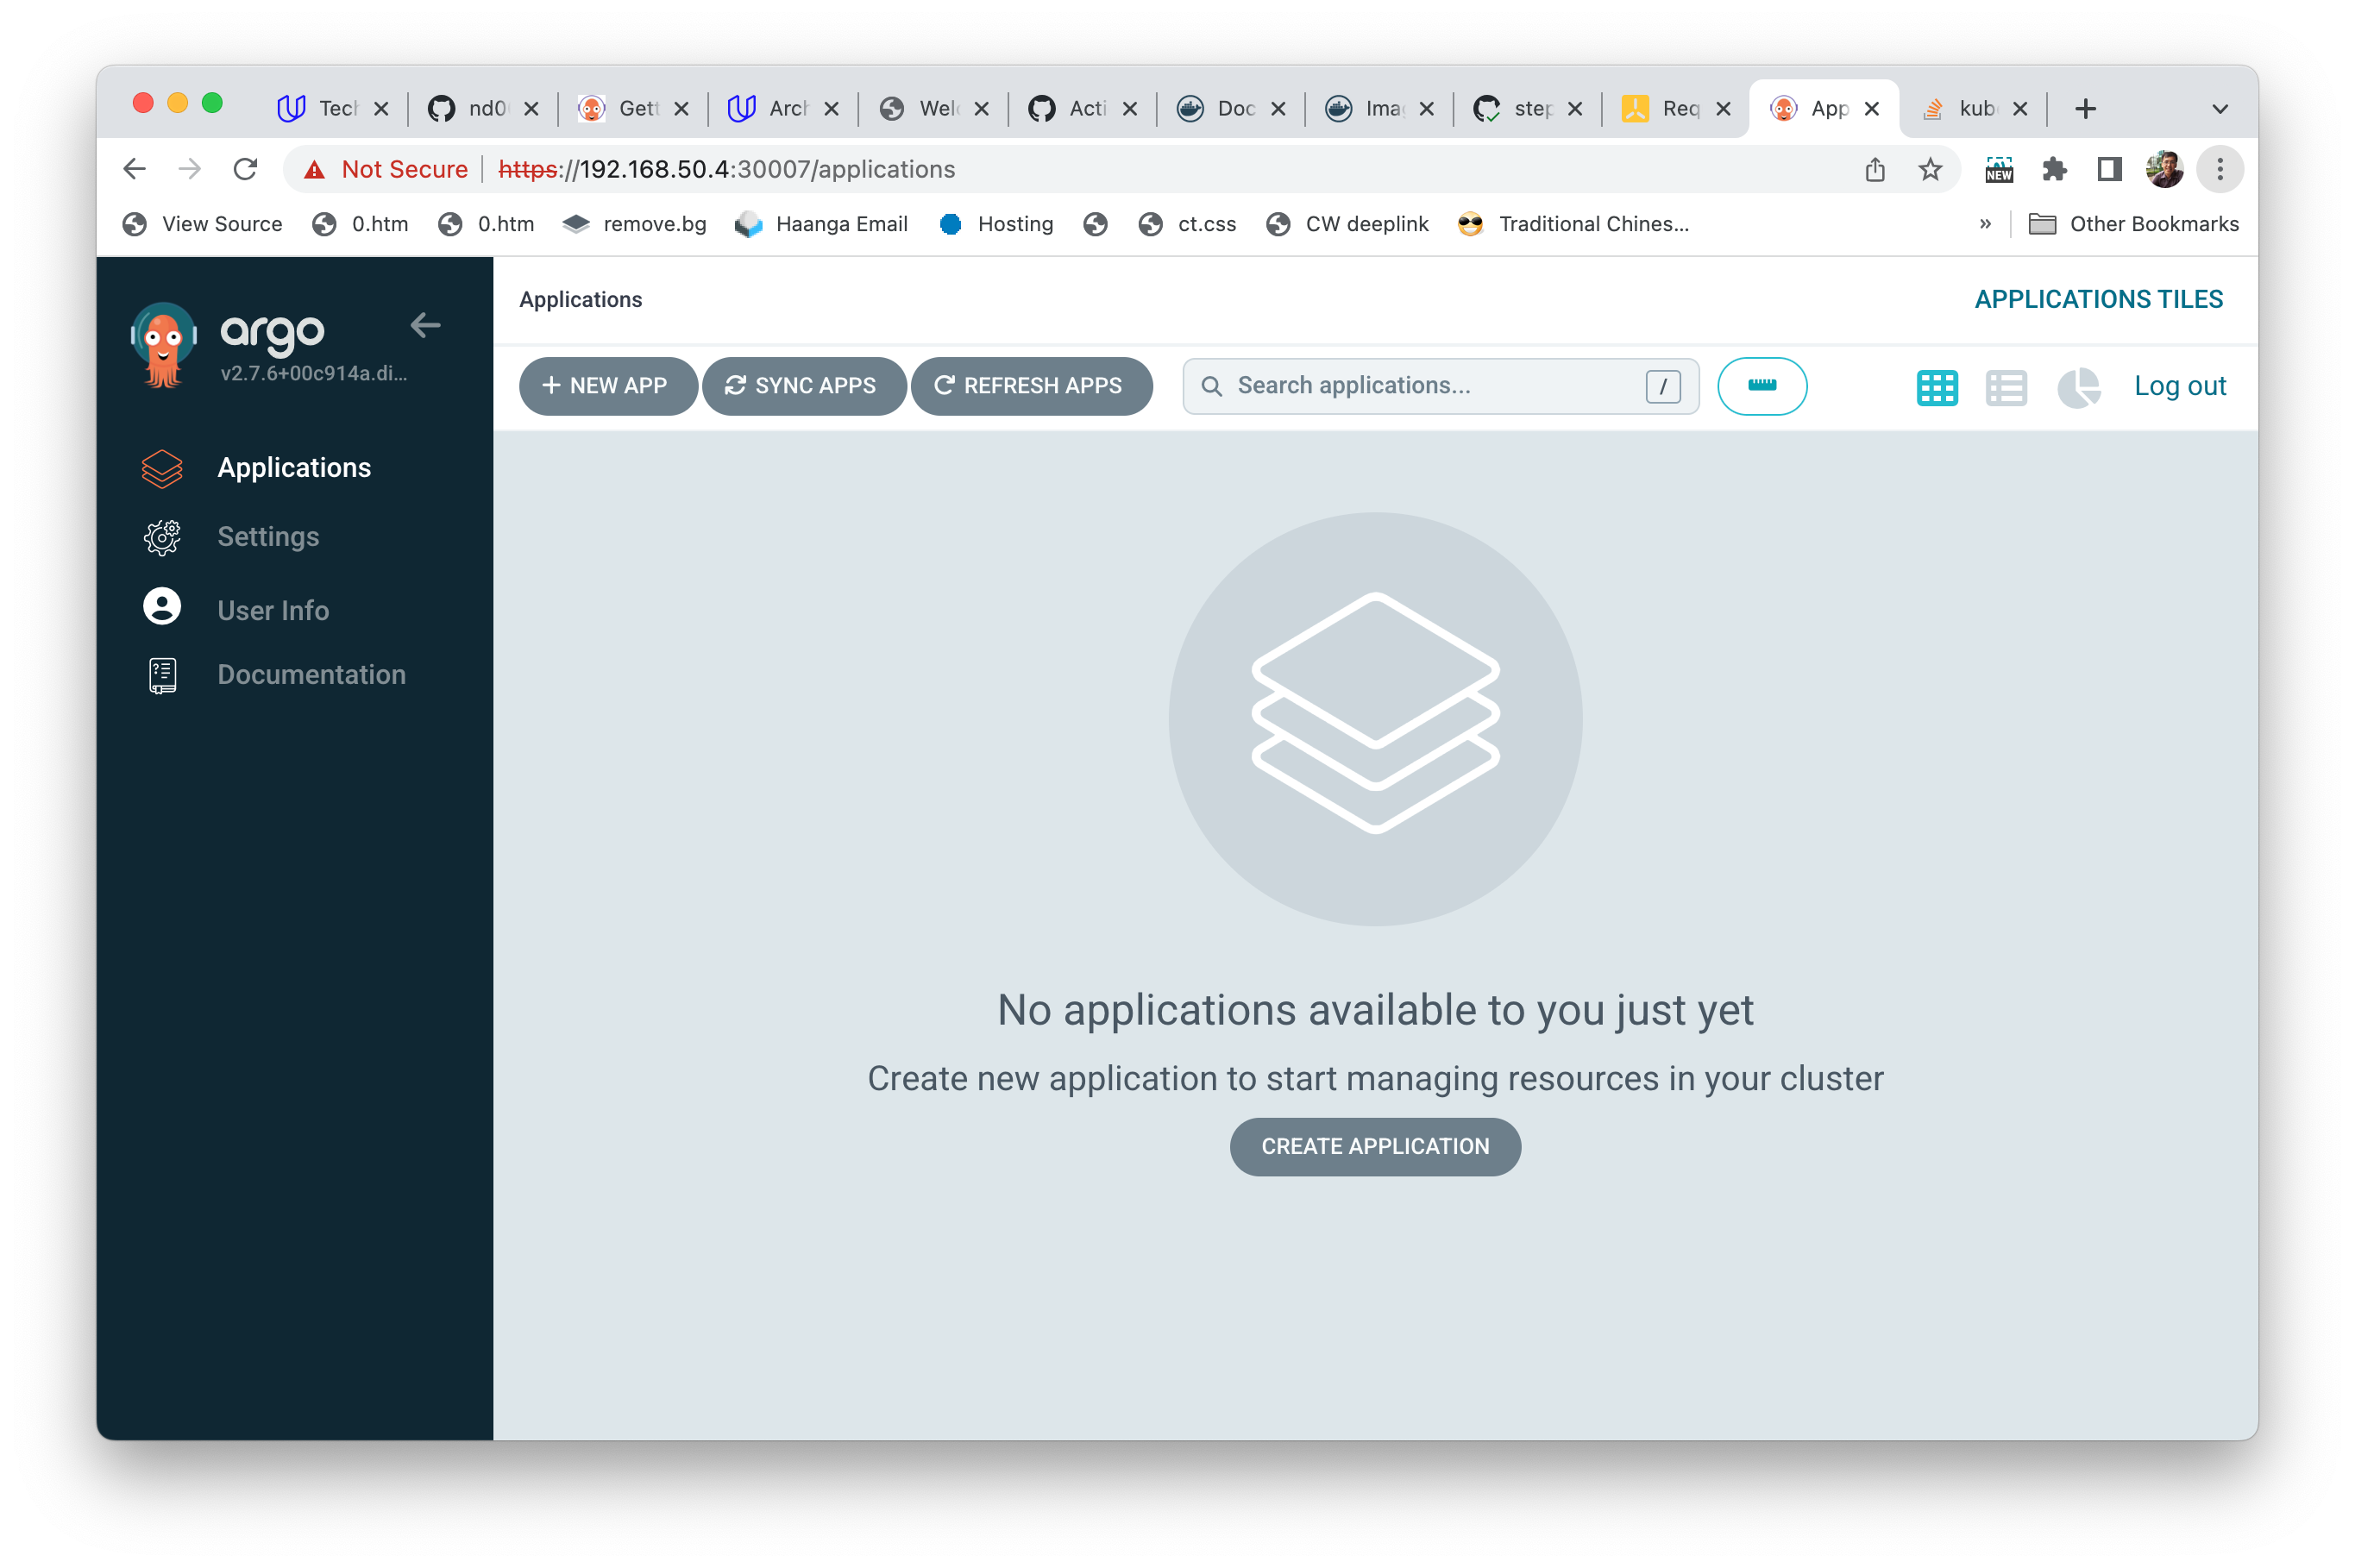 Tech nd0 Gett Arch Welc Acti Doc Imag step Req App kub
Not Secure https://192.168.50.4:30007/applications NEW
View Source 0.htm 0.htm remove.bg Haanga Email Hosting ct.css CW deeplink Traditional Chines... » Other Bookmarks
argo
v2.7.6+00c914a.di...
Applications
Settings
User Info
Documentation
Applications APPLICATIONS TILES
+ NEW APP SYNC APPS REFRESH APPS Search applications... / Log out
No applications available to you just yet
Create new application to start managing resources in your cluster
CREATE APPLICATION